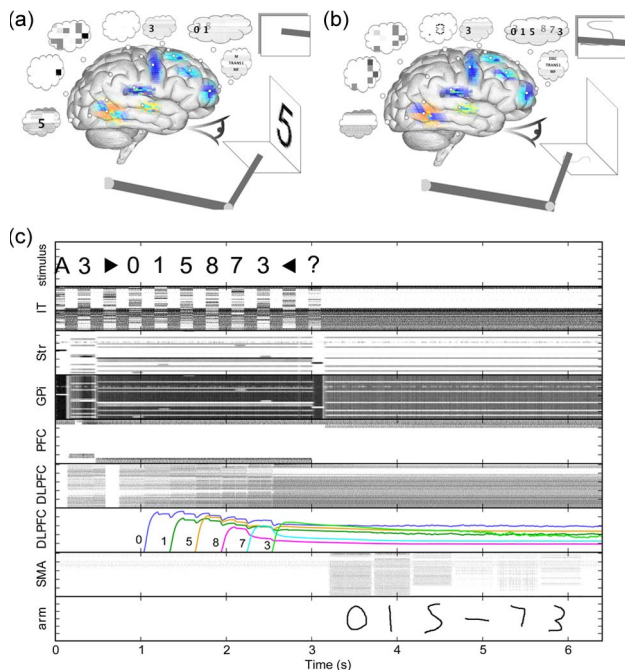 (a)
3
0 1
TRANS1
5
5
(b)
3
0 1 5 8 7 3
TRANS1
(c)
stimulus
A 3 ▶ 0 1 5 8 7 3 ◀ ?
IT
Str
GPi
PFC
DLPFC
DLPFC
0 1 5 8 7 3
SMA
arm
0 1 5 – 7 3
0 1 2 3 4 5 6
Time (s)